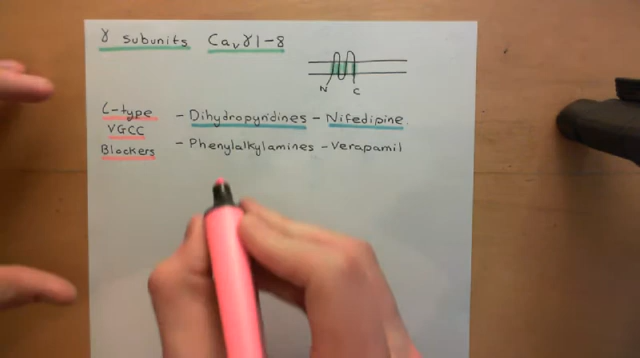 γ subunits Cavγ1-8
N C
L-type - Dihydropyridines - Nifedipine.
VGCC
Blockers - Phenylalkylamines - Verapamil